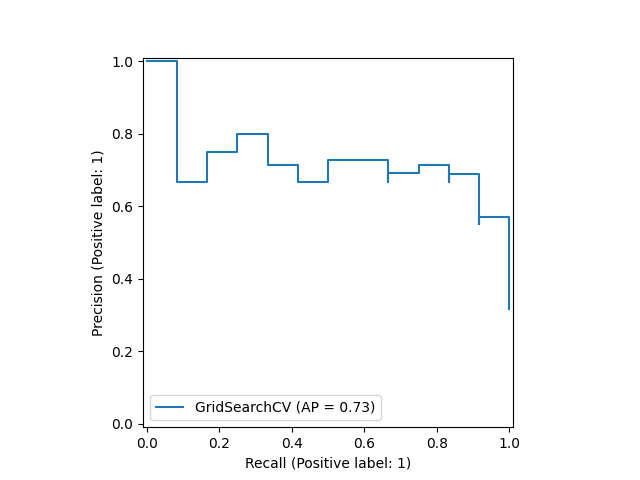 1.0
0.8
0.6
0.4
0.2
0.0
Precision (Positive label: 1)
GridSearchCV (AP = 0.73)
0.0 0.2 0.4 0.6 0.8 1.0
Recall (Positive label: 1)